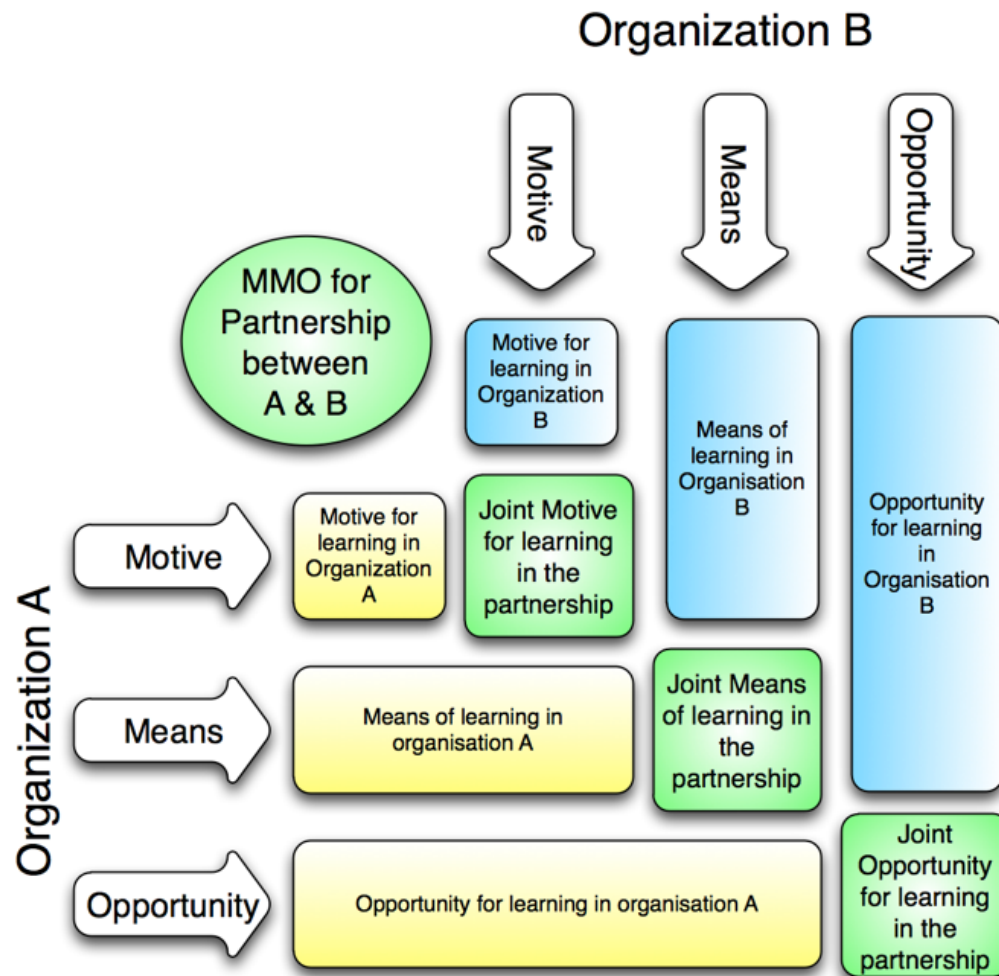 Organization B
Motive
Means
Opportunity
MMO for
Partnership
between
A & B
Motive for
learning in
Organization
B
Means of
learning in
Organisation
B
Opportunity
for learning
in
Organisation
B
Organization A
Motive
Motive for
learning in
Organization
A
Joint Motive
for learning
in the
partnership
Means
Means of learning in
organisation A
Joint Means
of learning in
the
partnership
Opportunity
Opportunity for learning in organisation A
Joint
Opportunity
for learning
in the
partnership